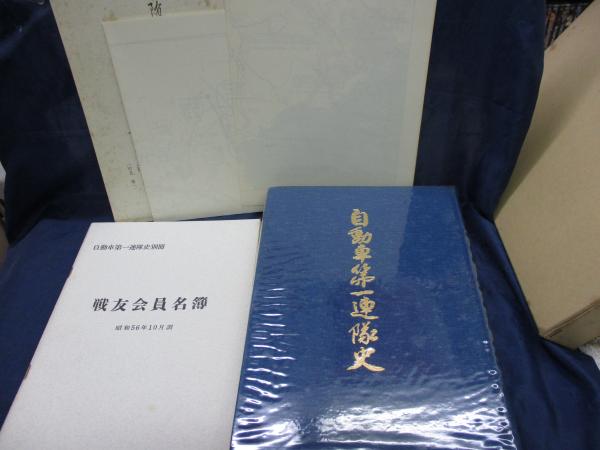 自動車第一連隊史別冊
戦友会員名簿
昭和56年10月調
自動車第一連隊史